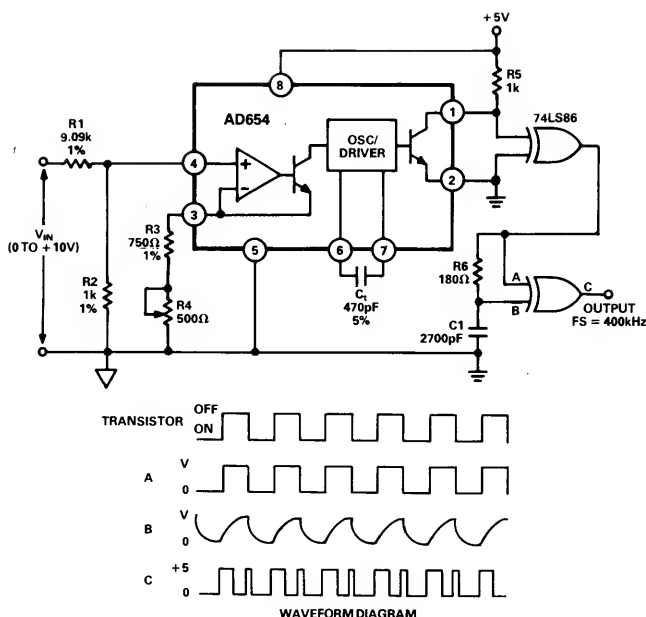 +5V
R5
1k
8
AD654
1
74LS86
R1
9.09k
1%
OSC/
DRIVER
4
+
−
2
3
VIN
(0 TO +10V)
R3
750Ω
1%
5
6
7
R2
1k
1%
R4
500Ω
Ct
470pF
5%
R6
180Ω
A
B
C
OUTPUT
FS = 400kHz
C1
2700pF
TRANSISTOR
OFF
ON
A
V
0
B
V
0
C
+5
0
WAVEFORM DIAGRAM